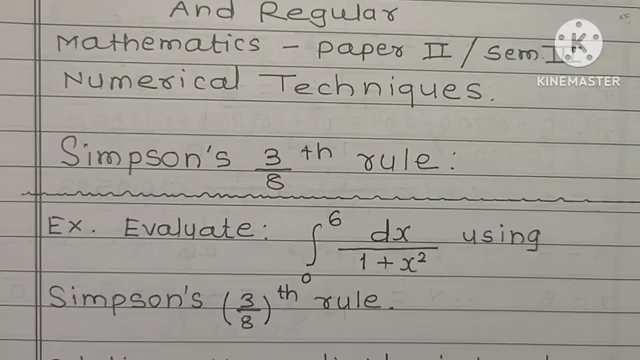 And Regular
Mathematics - paper II / sem II
Numerical Techniques.
KINEMASTER
Simpson's 3/8 th rule:
Ex. Evaluate: ∫₀⁶ dx/(1+x²) using
Simpson's (3/8)th rule.